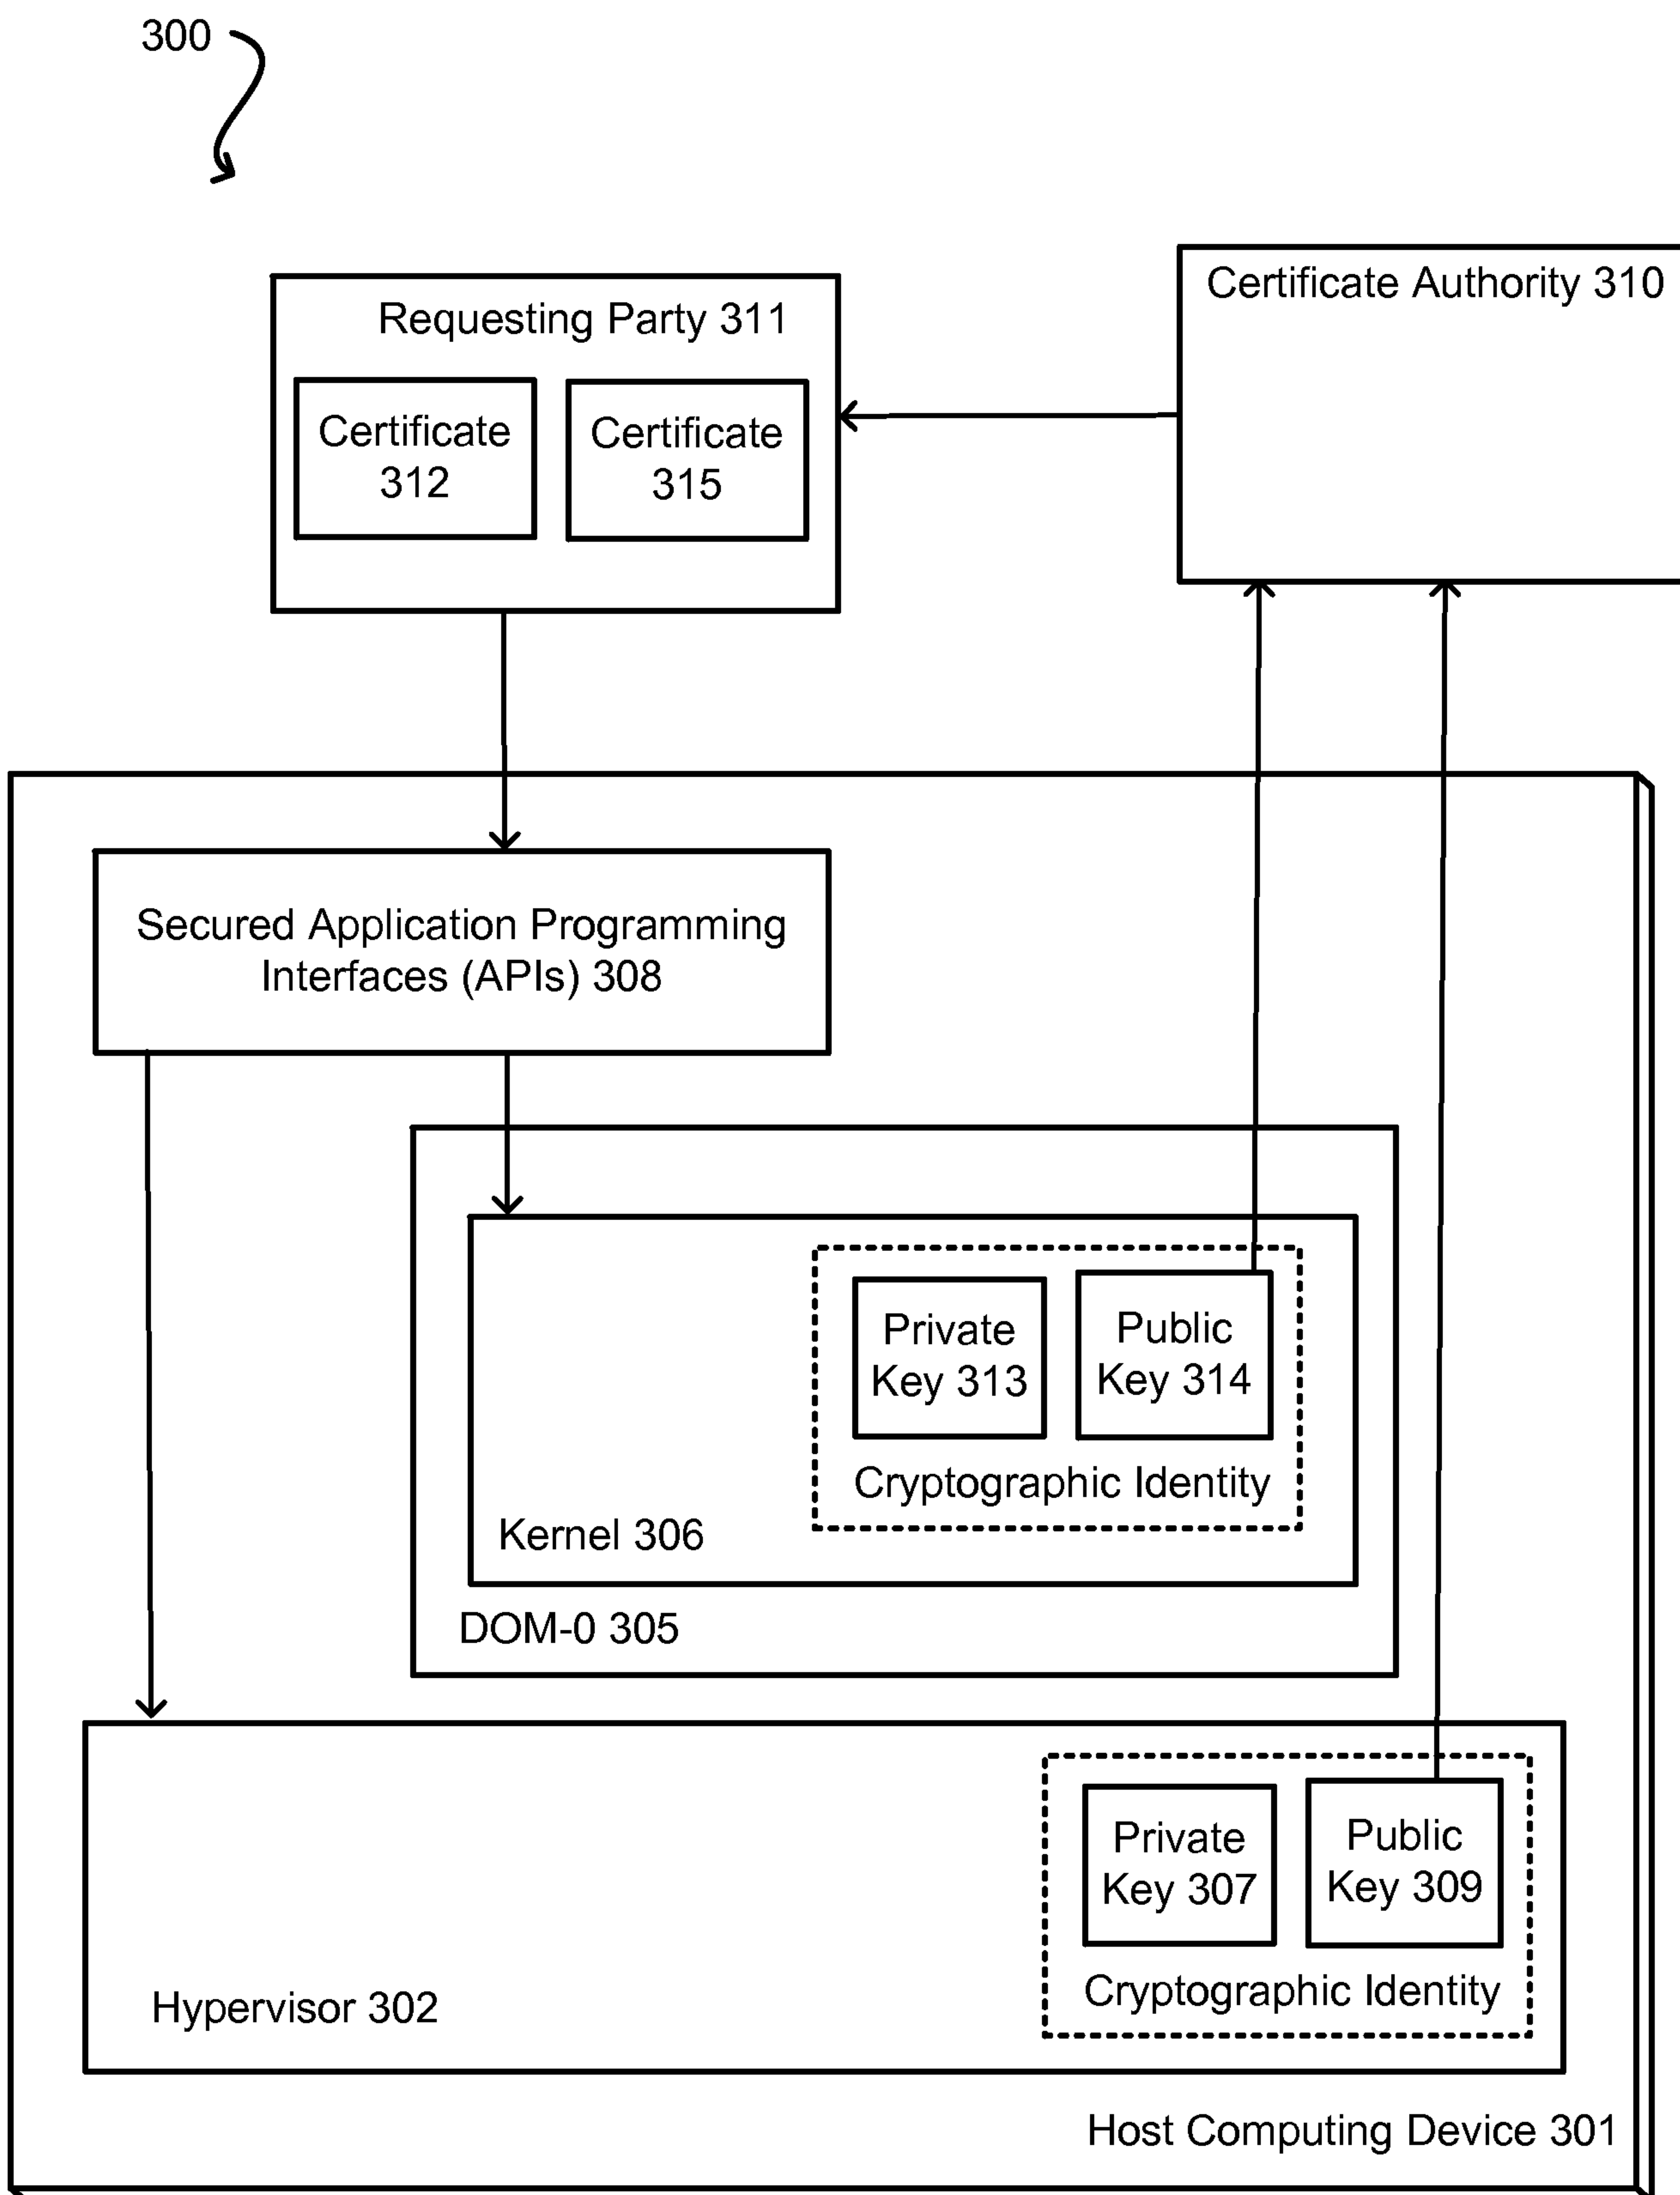 300
Requesting Party 311
Certificate
312
Certificate
315
Certificate Authority 310
Secured Application Programming
Interfaces (APIs) 308
Private
Key 313
Public
Key 314
Cryptographic Identity
Kernel 306
DOM-0 305
Private
Key 307
Public
Key 309
Cryptographic Identity
Hypervisor 302
Host Computing Device 301